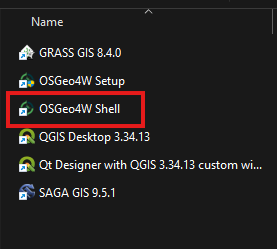 Name
GRASS GIS 8.4.0
OSGeo4W Setup
OSGeo4W Shell
QGIS Desktop 3.34.13
Qt Designer with QGIS 3.34.13 custom wi...
SAGA GIS 9.5.1